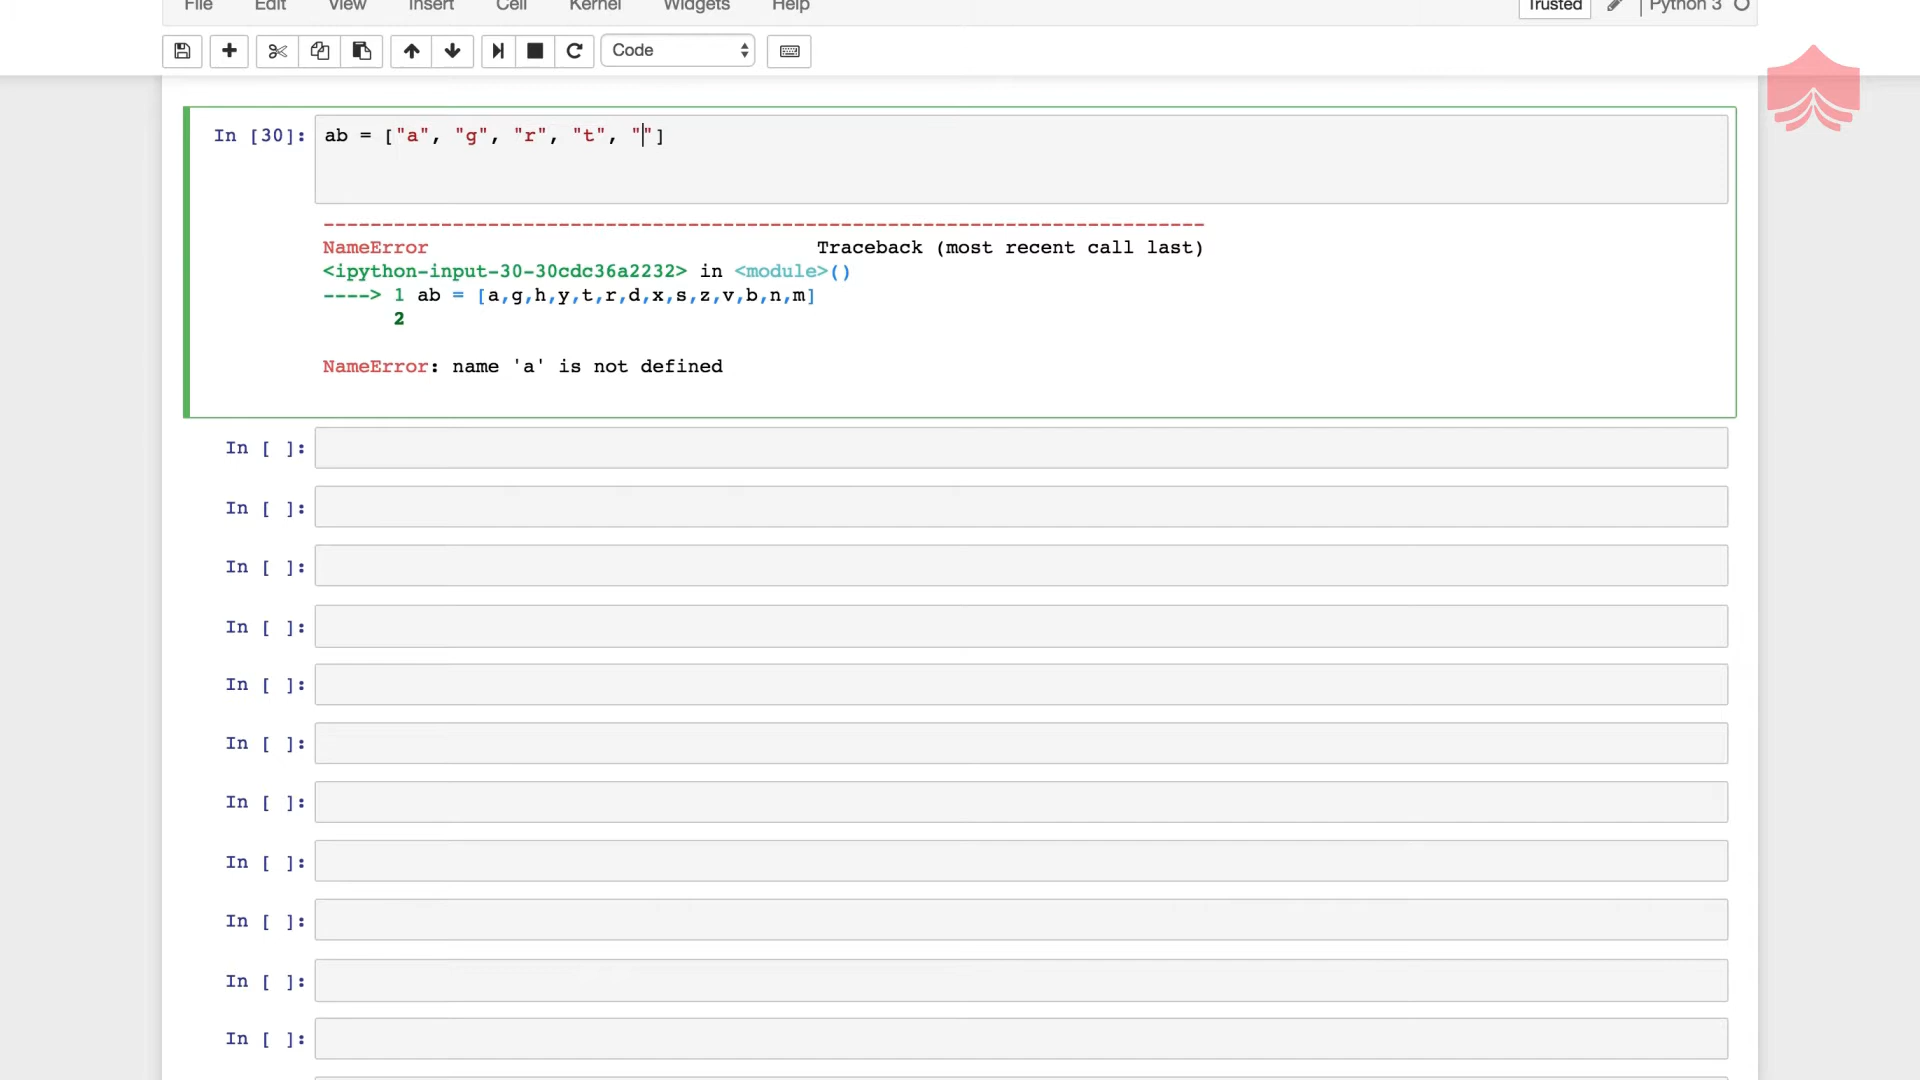 File Edit View Insert Cell Kernel Widgets Help Trusted Python 3
Code
In [30]: ab = ["a", "g", "r", "t", ""]
---------------------------------------------------------------------------
NameError Traceback (most recent call last)
<ipython-input-30-30cdc36a2232> in <module>()
----> 1 ab = [a,g,h,y,t,r,d,x,s,z,v,b,n,m]
2
NameError: name 'a' is not defined
In [ ]:
In [ ]:
In [ ]:
In [ ]:
In [ ]:
In [ ]:
In [ ]:
In [ ]:
In [ ]:
In [ ]:
In [ ]: